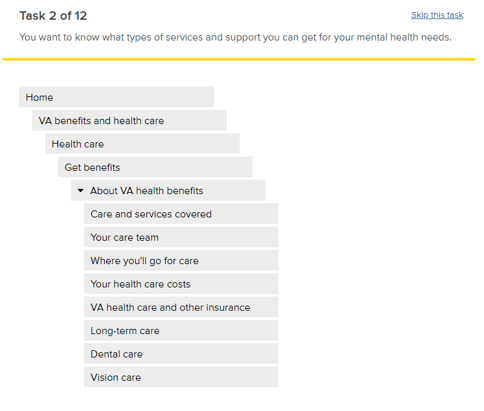 Task 2 of 12
Skip this task
You want to know what types of services and support you can get for your mental health needs.
Home
VA benefits and health care
Health care
Get benefits
About VA health benefits
Care and services covered
Your care team
Where you'll go for care
Your health care costs
VA health care and other insurance
Long-term care
Dental care
Vision care